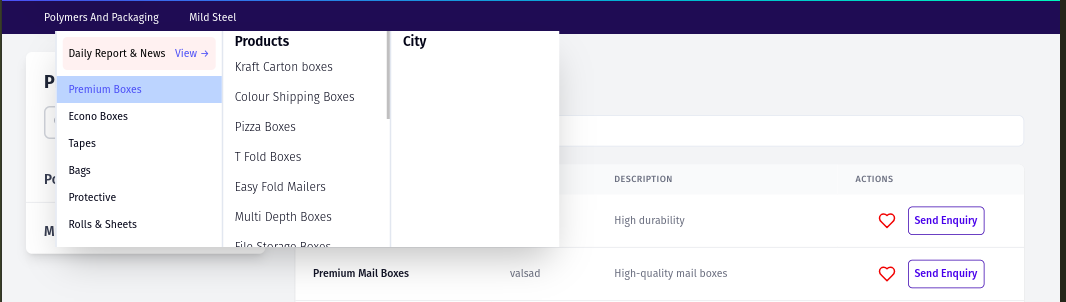 Polymers And Packaging
Mild Steel
Daily Report & News View →
Premium Boxes
Econo Boxes
Tapes
Bags
Protective
Rolls & Sheets
Products
Kraft Carton boxes
Colour Shipping Boxes
Pizza Boxes
T Fold Boxes
Easy Fold Mailers
Multi Depth Boxes
File Storage Boxes
City
P
Po
M
DESCRIPTION
ACTIONS
High durability
Send Enquiry
Premium Mail Boxes
valsad
High-quality mail boxes
Send Enquiry